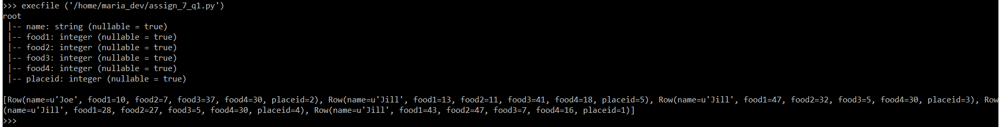 >>> execfile ('/home/maria_dev/assign_7_q1.py')
root
 |-- name: string (nullable = true)
 |-- food1: integer (nullable = true)
 |-- food2: integer (nullable = true)
 |-- food3: integer (nullable = true)
 |-- food4: integer (nullable = true)
 |-- placeid: integer (nullable = true)

[Row(name=u'Joe', food1=10, food2=7, food3=37, food4=30, placeid=2), Row(name=u'Jill', food1=13, food2=11, food3=41, food4=18, placeid=5), Row(name=u'Jill', food1=47, food2=32, food3=5, food4=30, placeid=3), Row
(name=u'Jill', food1=28, food2=27, food3=5, food4=30, placeid=4), Row(name=u'Jill', food1=43, food2=47, food3=7, food4=16, placeid=1)]
>>>